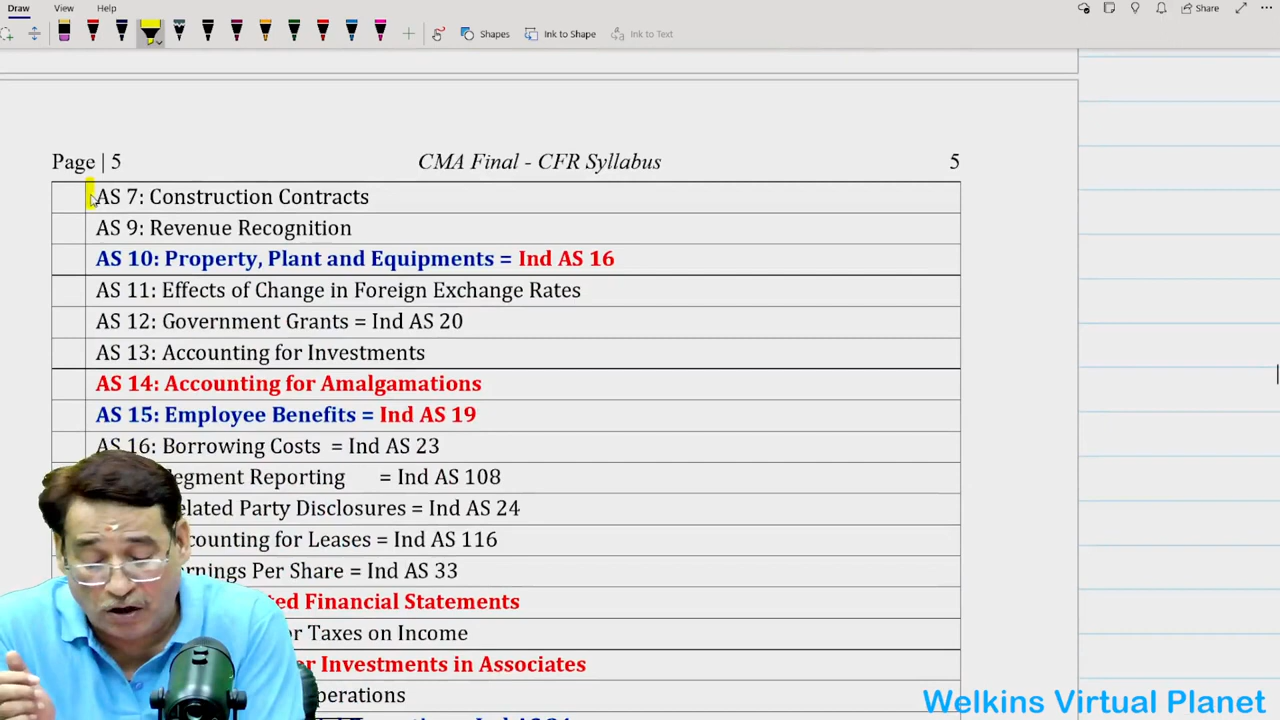 Draw View Help
Shapes Ink to Shape Ink to Text Share
Page | 5 CMA Final - CFR Syllabus 5
AS 7: Construction Contracts
AS 9: Revenue Recognition
AS 10: Property, Plant and Equipments = Ind AS 16
AS 11: Effects of Change in Foreign Exchange Rates
AS 12: Government Grants = Ind AS 20
AS 13: Accounting for Investments
AS 14: Accounting for Amalgamations
AS 15: Employee Benefits = Ind AS 19
AS 16: Borrowing Costs = Ind AS 23
egment Reporting = Ind AS 108
elated Party Disclosures = Ind AS 24
counting for Leases = Ind AS 116
rnings Per Share = Ind AS 33
ted Financial Statements
or Taxes on Income
er Investments in Associates
perations
Welkins Virtual Planet